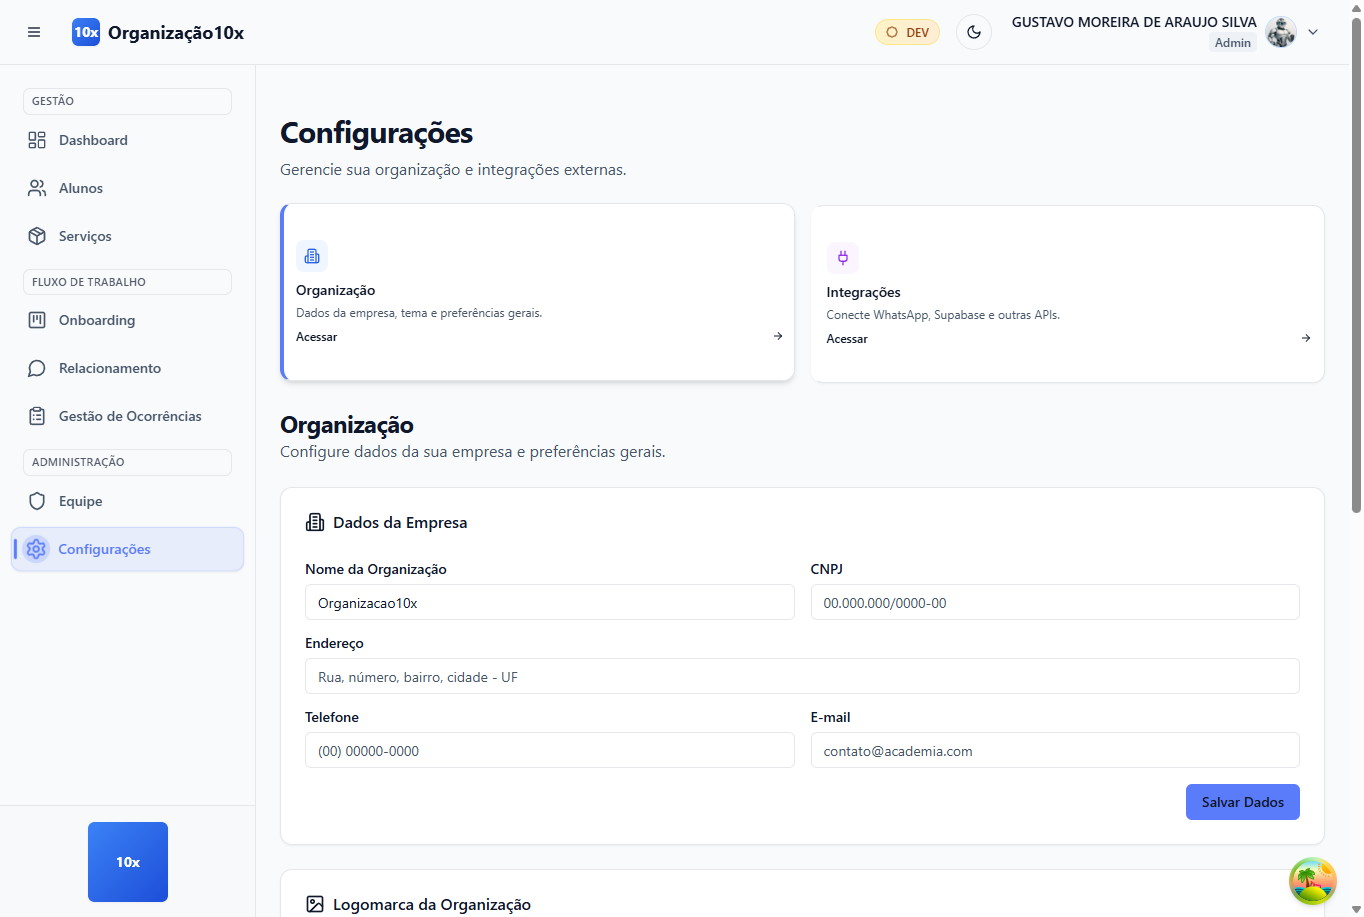 10x Organização10x
DEV
GUSTAVO MOREIRA DE ARAUJO SILVA
Admin
GESTÃO
Dashboard
Alunos
Serviços
FLUXO DE TRABALHO
Onboarding
Relacionamento
Gestão de Ocorrências
ADMINISTRAÇÃO
Equipe
Configurações
10x
Configurações
Gerencie sua organização e integrações externas.
Organização
Dados da empresa, tema e preferências gerais.
Acessar
Integrações
Conecte WhatsApp, Supabase e outras APIs.
Acessar
Organização
Configure dados da sua empresa e preferências gerais.
Dados da Empresa
Nome da Organização
Organizacao10x
CNPJ
00.000.000/0000-00
Endereço
Rua, número, bairro, cidade - UF
Telefone
(00) 00000-0000
E-mail
contato@academia.com
Salvar Dados
Logomarca da Organização